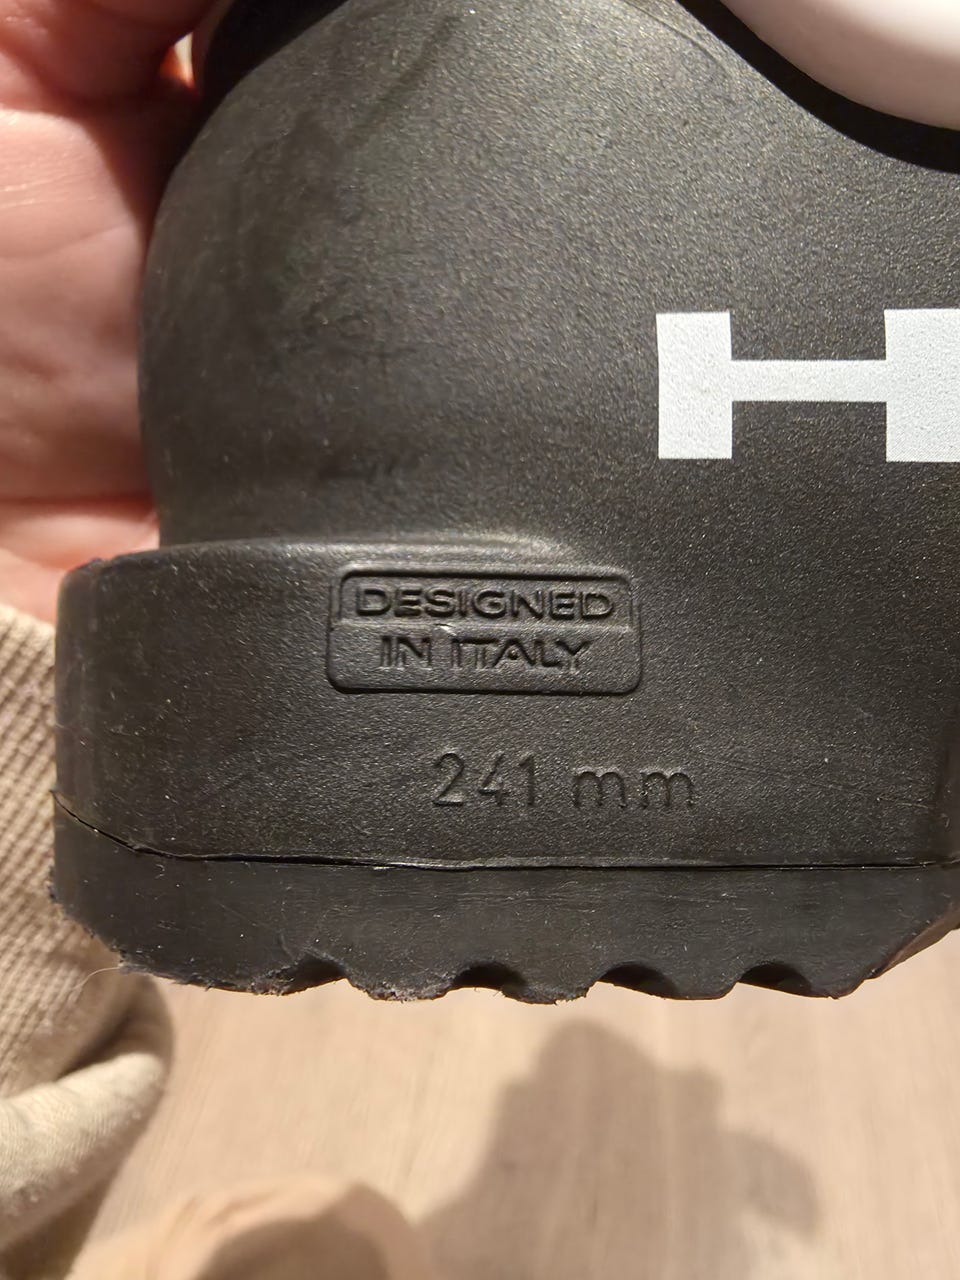 H
DESIGNED
IN ITALY
241 mm